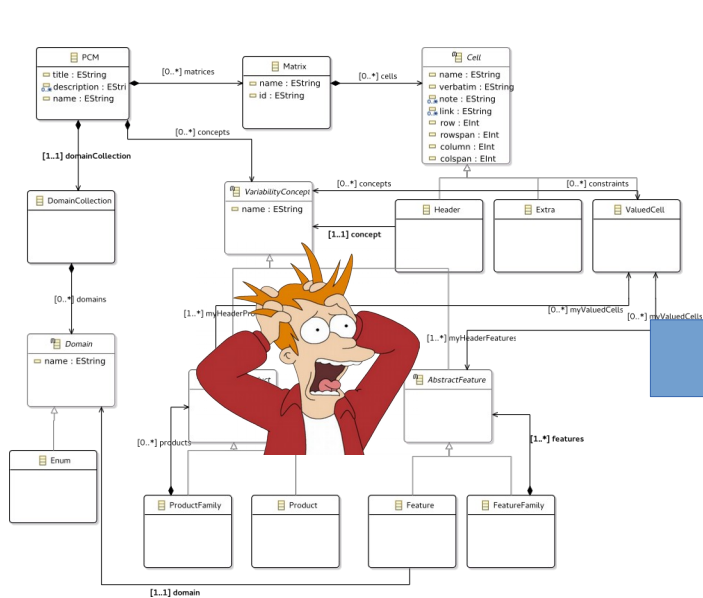 PCM
title : EString
description : EStri
name : EString
[0..*] matrices
Matrix
name : EString
id : EString
[0..*] cells
Cell
name : EString
verbatim : EString
note : EString
link : EString
row : EInt
rowspan : EInt
column : EInt
colspan : EInt
[0..*] concepts
[1..1] domainCollection
DomainCollection
VariabilityConcept
name : EString
[0..*] concepts
[0..*] constraints
Header
Extra
ValuedCell
[1..1] concept
[0..*] domains
[1..*] myHeaderPro
[0..*] myValuedCells
[0..*] myValuedCells
Domain
name : EString
[1..*] myHeaderFeatures
AbstractFeature
[0..*] products
[1..*] features
Enum
ProductFamily
Product
Feature
FeatureFamily
[1..1] domain